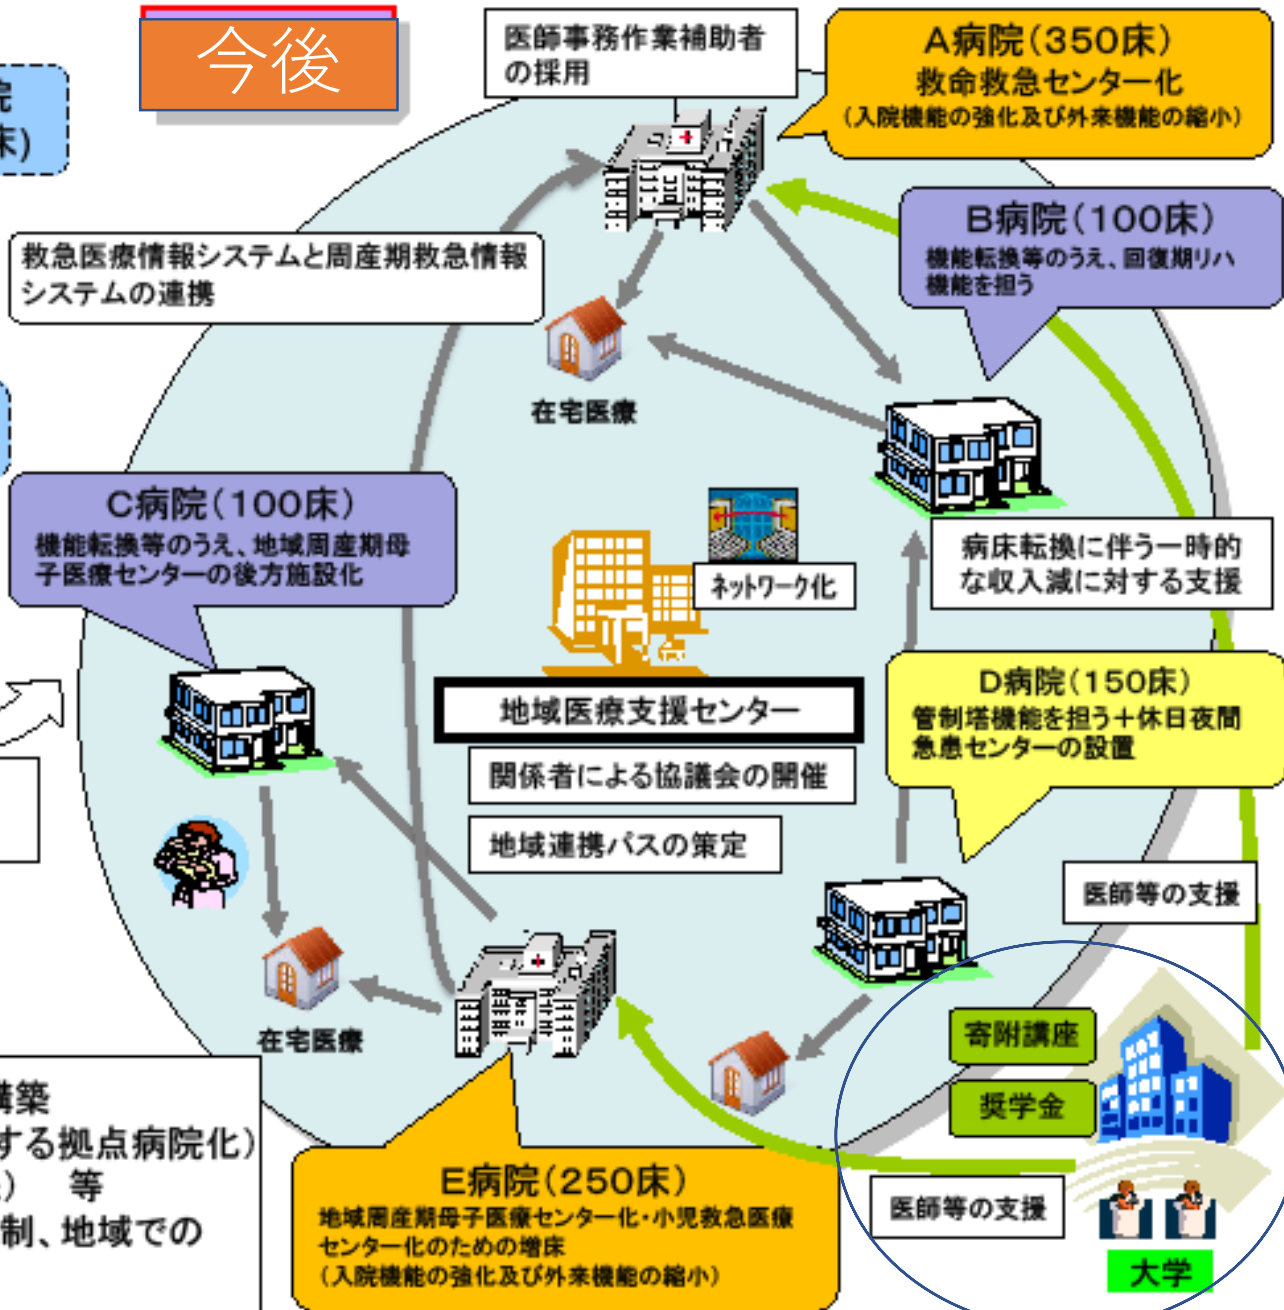 今後
院
床)
医師事務作業補助者
の採用
A病院(350床)
救命救急センター化
(入院機能の強化及び外来機能の縮小)
B病院(100床)
機能転換等のうえ、回復期リハ
機能を担う
救急医療情報システムと周産期救急情報
システムの連携
在宅医療
C病院(100床)
機能転換等のうえ、地域周産期母
子医療センターの後方施設化
ネットワーク化
病床転換に伴う一時的
な収入減に対する支援
地域医療支援センター
関係者による協議会の開催
地域連携パスの策定
D病院(150床)
管制塔機能を担う+休日夜間
急患センターの設置
医師等の支援
在宅医療
寄附講座
奨学金
構築
する拠点病院化)
) 等
制、地域での
E病院(250床)
地域周産期母子医療センター化・小児救急医療
センター化のための増床
(入院機能の強化及び外来機能の縮小)
医師等の支援
大学